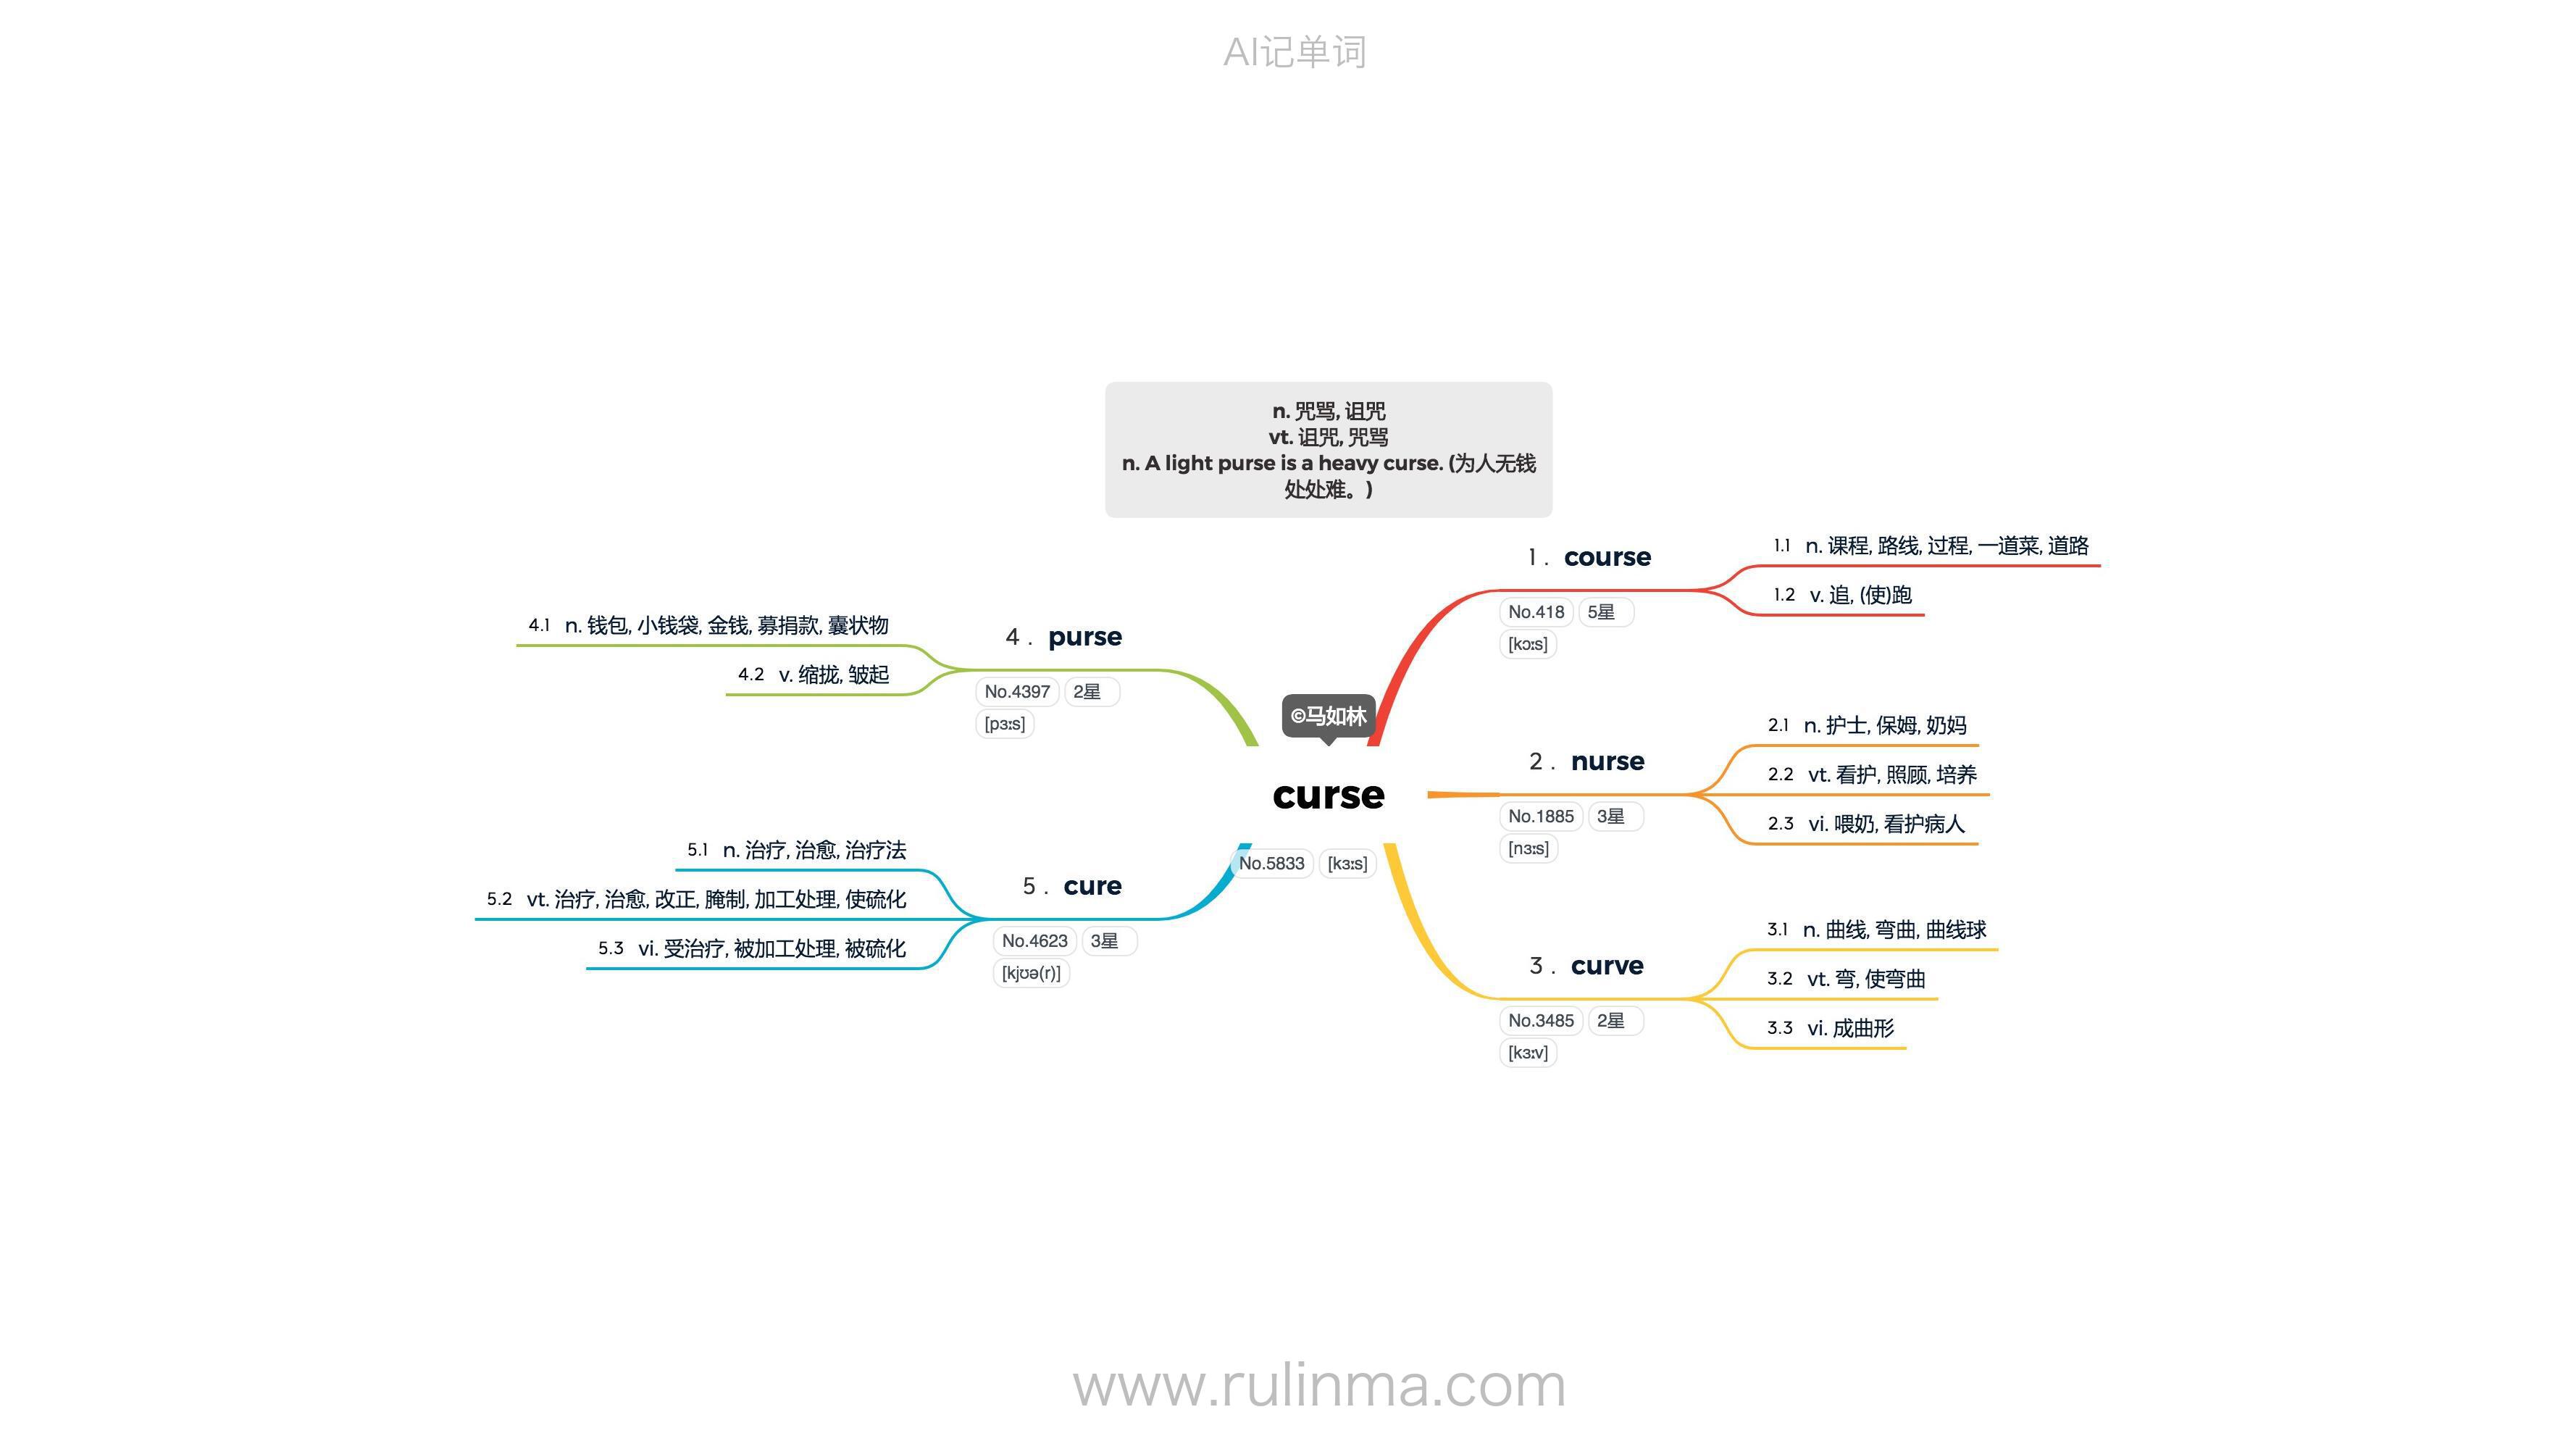 AI记单词
n. 咒骂, 诅咒
vt. 诅咒, 咒骂
n. A light purse is a heavy curse. (为人无钱
处处难。)
©马如林
curse
No.5833 [kɜːs]
1. course
No.418 5星
[kɔːs]
1.1 n. 课程, 路线, 过程, 一道菜, 道路
1.2 v. 追, (使)跑
2. nurse
No.1885 3星
[nɜːs]
2.1 n. 护士, 保姆, 奶妈
2.2 vt. 看护, 照顾, 培养
2.3 vi. 喂奶, 看护病人
3. curve
No.3485 2星
[kɜːv]
3.1 n. 曲线, 弯曲, 曲线球
3.2 vt. 弯, 使弯曲
3.3 vi. 成曲形
4. purse
No.4397 2星
[pɜːs]
4.1 n. 钱包, 小钱袋, 金钱, 募捐款, 囊状物
4.2 v. 缩拢, 皱起
5. cure
No.4623 3星
[kjʊə(r)]
5.1 n. 治疗, 治愈, 治疗法
5.2 vt. 治疗, 治愈, 改正, 腌制, 加工处理, 使硫化
5.3 vi. 受治疗, 被加工处理, 被硫化
www.rulinma.com